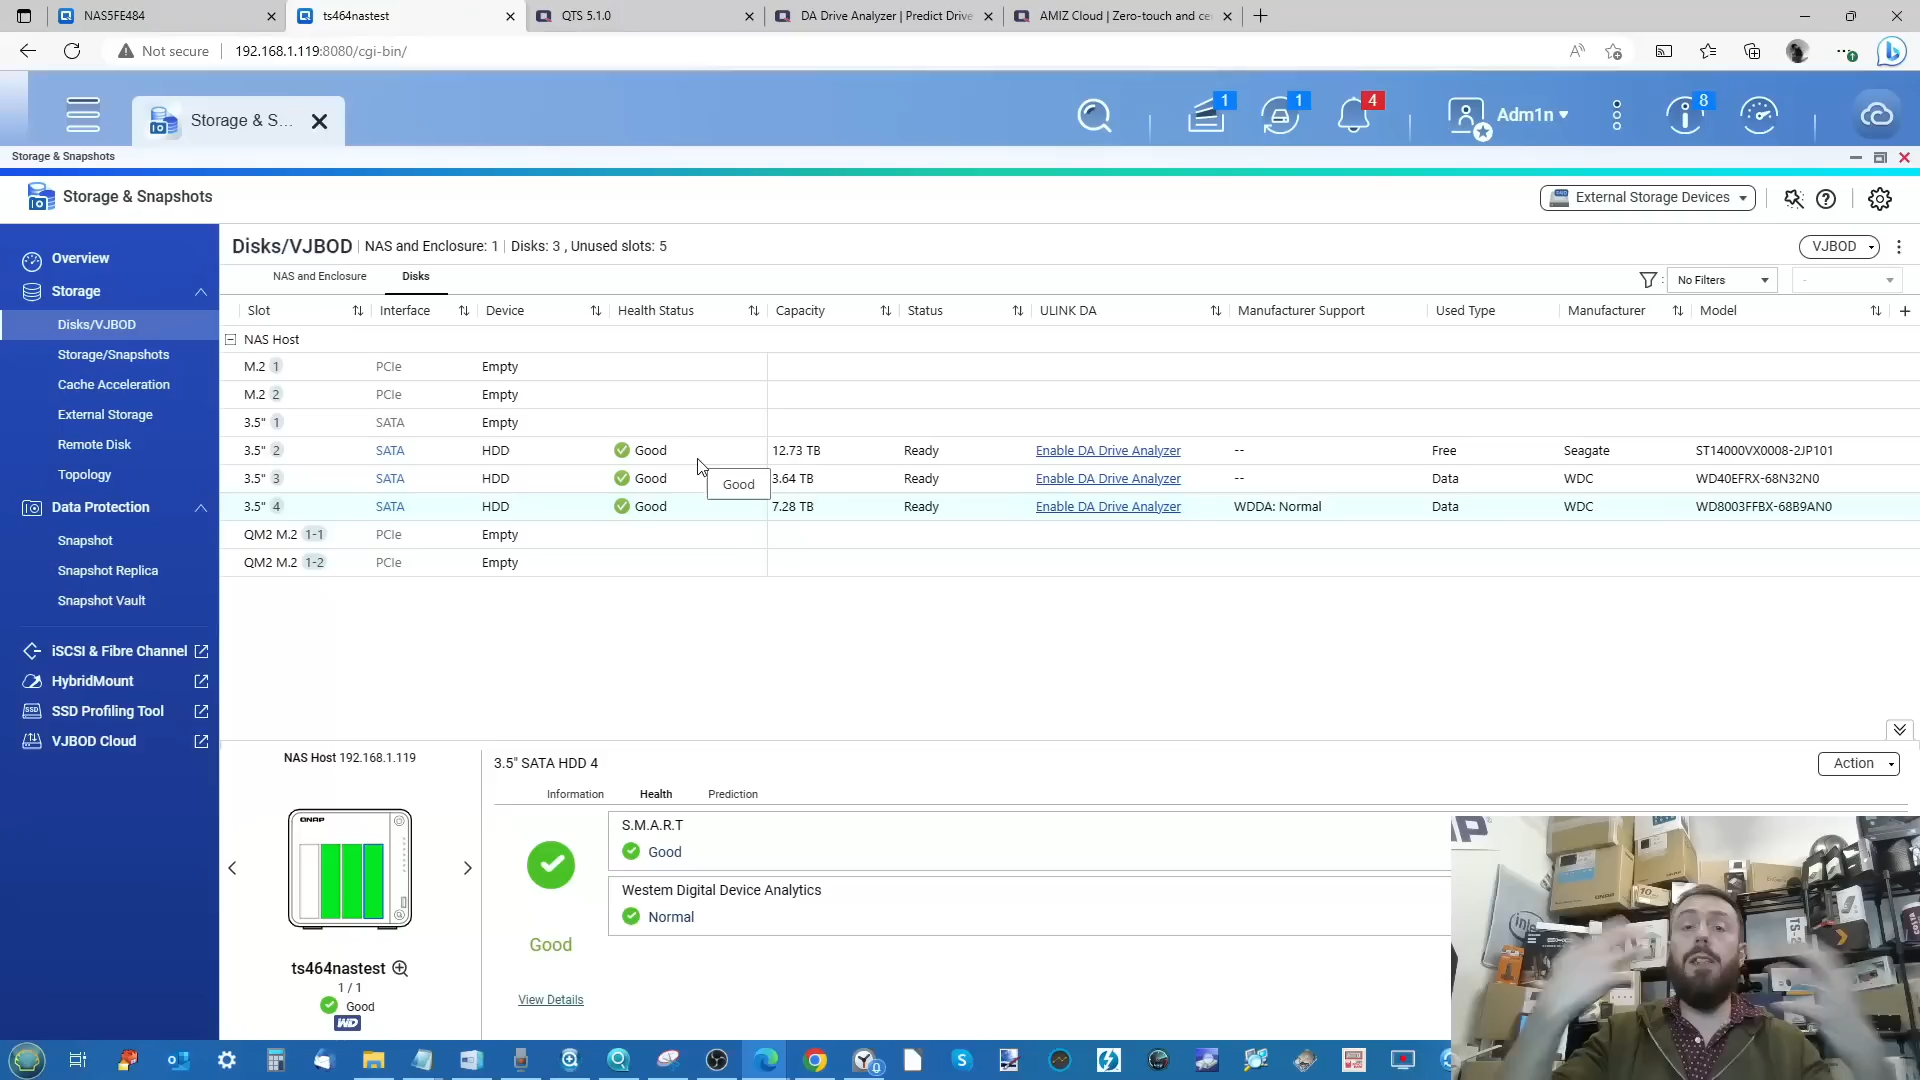 NAS5FE484
ts464nastest
QTS 5.1.0
DA Drive Analyzer | Predict Drive
AMIZ Cloud | Zero-touch and ce
Not secure
192.168.1.119:8080/cgi-bin/
Storage & S...
1
1
4
Adm1n
8
Storage & Snapshots
Storage & Snapshots
External Storage Devices
Overview
Storage
Disks/VJBOD
Storage/Snapshots
Cache Acceleration
External Storage
Remote Disk
Topology
Data Protection
Snapshot
Snapshot Replica
Snapshot Vault
iSCSI & Fibre Channel
HybridMount
SSD Profiling Tool
VJBOD Cloud
Disks/VJBOD | NAS and Enclosure: 1 | Disks: 3 , Unused slots: 5
VJBOD
NAS and Enclosure Disks
No Filters
-
Slot Interface Device Health Status Capacity Status ULINK DA Manufacturer Support Used Type Manufacturer Model
NAS Host
M.2 1 PCIe Empty
M.2 2 PCIe Empty
3.5" 1 SATA Empty
3.5" 2 SATA HDD Good 12.73 TB Ready Enable DA Drive Analyzer -- Free Seagate ST14000VX0008-2JP101
3.5" 3 SATA HDD Good 3.64 TB Ready Enable DA Drive Analyzer -- Data WDC WD40EFRX-68N32N0
Good
3.5" 4 SATA HDD Good 7.28 TB Ready Enable DA Drive Analyzer WDDA: Normal Data WDC WD8003FFBX-68B9AN0
QM2 M.2 1-1 PCIe Empty
QM2 M.2 1-2 PCIe Empty
NAS Host 192.168.1.119
QNAP
ts464nastest
1 / 1
Good
WD
3.5" SATA HDD 4
Action
Information Health Prediction
Good
View Details
S.M.A.R.T
Good
Western Digital Device Analytics
Normal
intel